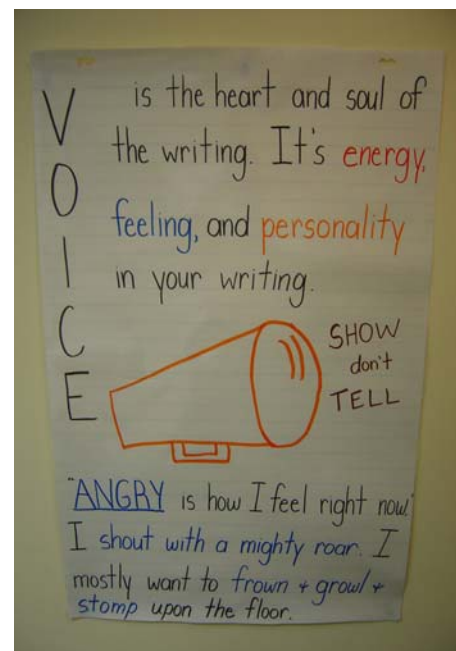 VOICE
is the heart and soul of
the writing. It's energy,
feeling, and personality
in your writing.
SHOW
don't
TELL
"ANGRY is how I feel right now."
I shout with a mighty roar. I
mostly want to frown + growl +
stomp upon the floor.